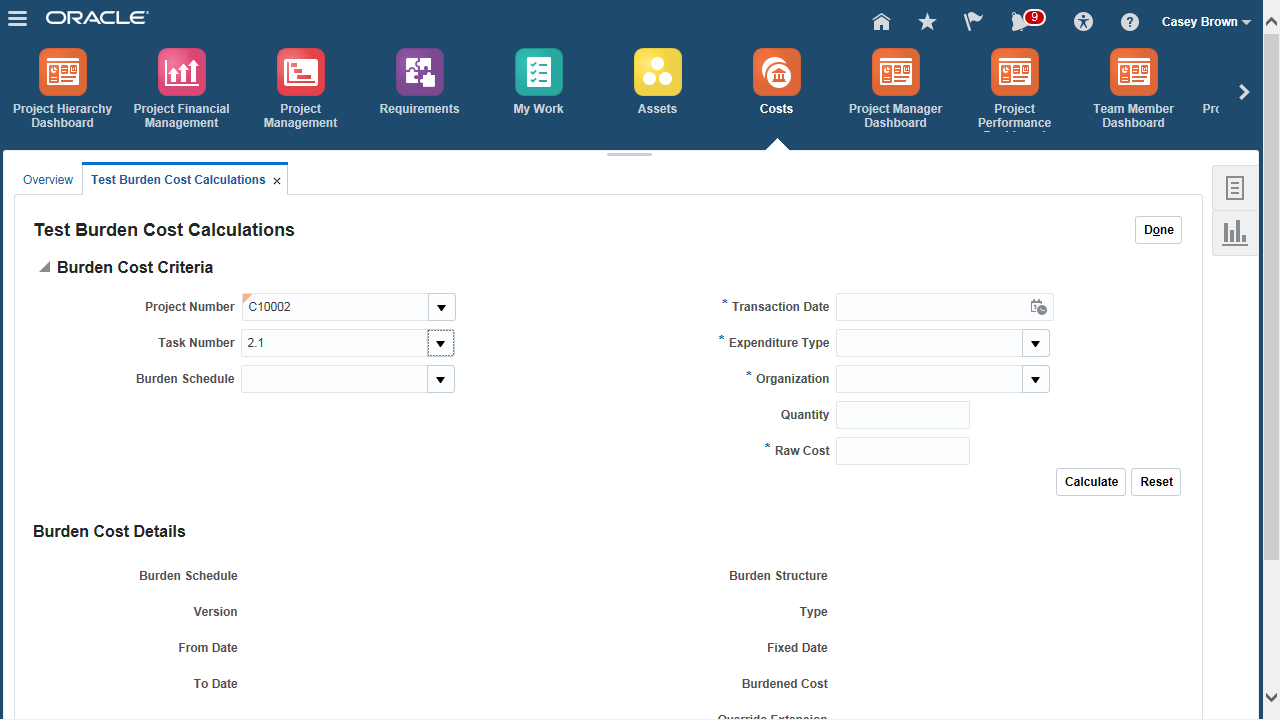 ORACLE
9
Casey Brown
Project Hierarchy Dashboard
Project Financial Management
Project Management
Requirements
My Work
Assets
Costs
Project Manager Dashboard
Project Performance
Team Member Dashboard
Overview
Test Burden Cost Calculations
Test Burden Cost Calculations
Done
Burden Cost Criteria
Project Number C10002
* Transaction Date
Task Number 2.1
* Expenditure Type
Burden Schedule
* Organization
Quantity
* Raw Cost
Calculate Reset
Burden Cost Details
Burden Schedule
Burden Structure
Version
Type
From Date
Fixed Date
To Date
Burdened Cost
Override Extension